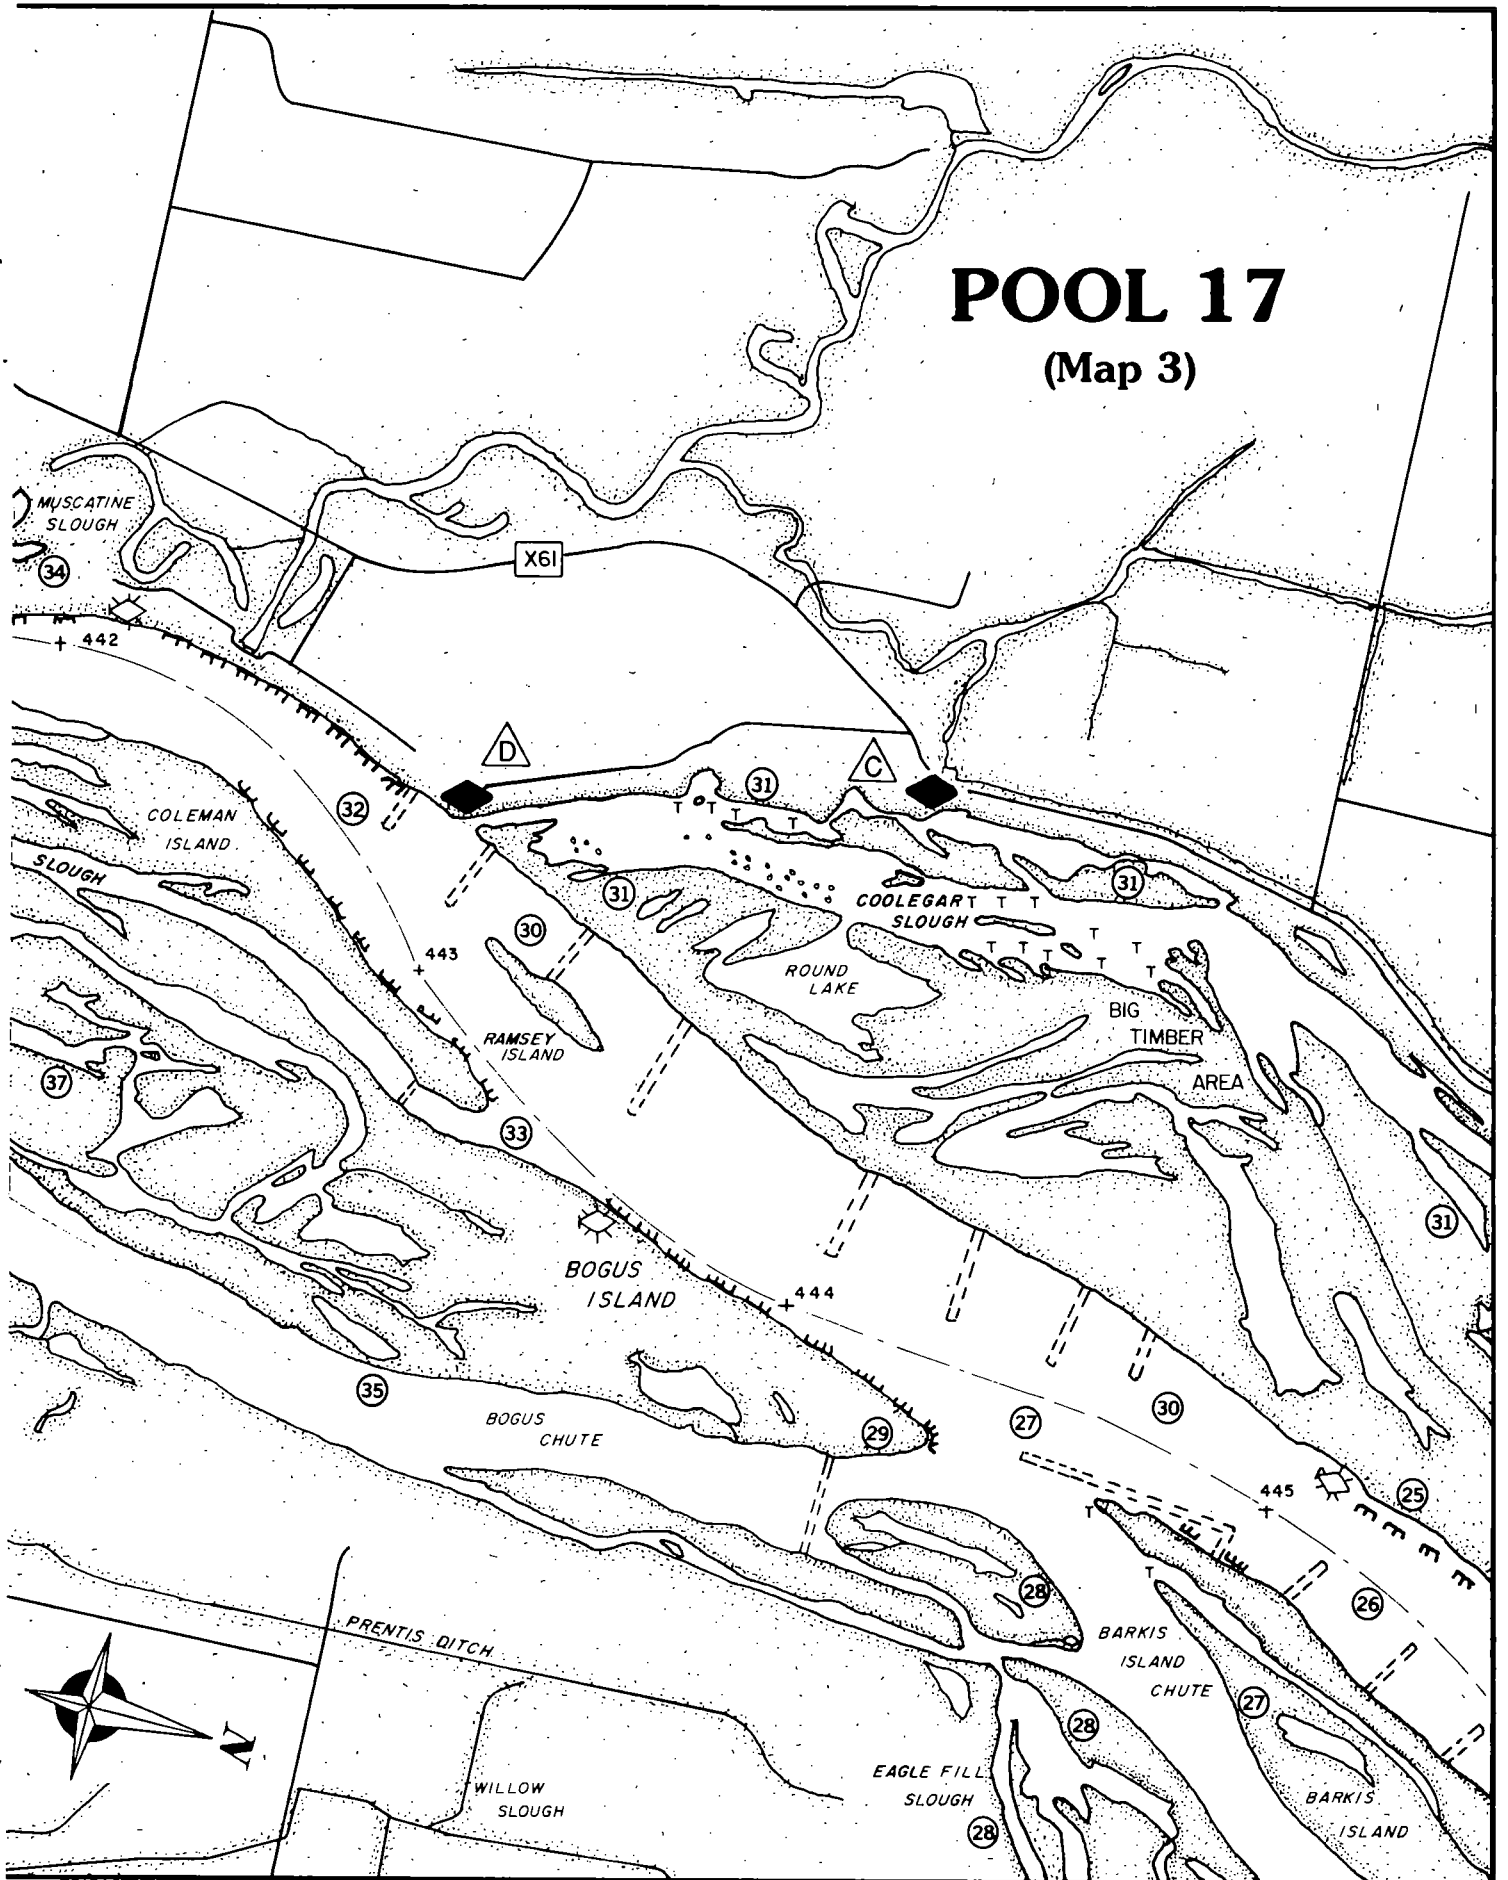 POOL 17
(Map 3)
MUSCATINE
SLOUGH
34
X61
442
D
C
31
32
COLEMAN
ISLAND
SLOUGH
31
31
COOLEGAR
SLOUGH
T T T T T T T T T T T T T T
30
443
ROUND
LAKE
RAMSEY
ISLAND
BIG
TIMBER
AREA
37
33
31
BOGUS
ISLAND
444
35
BOGUS
CHUTE
29
27
30
445
25
T
T
28
26
PRENTIS DITCH
BARKIS
ISLAND
CHUTE
27
28
N
WILLOW
SLOUGH
EAGLE FILL
SLOUGH
28
BARKIS
ISLAND